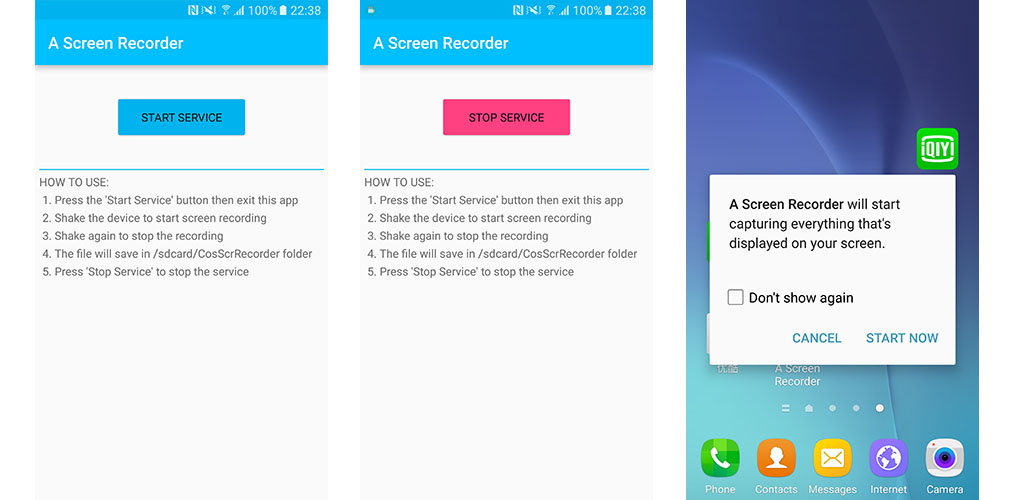 100% 22:38
A Screen Recorder
START SERVICE
HOW TO USE:
1. Press the 'Start Service' button then exit this app
2. Shake the device to start screen recording
3. Shake again to stop the recording
4. The file will save in /sdcard/CosScrRecorder folder
5. Press 'Stop Service' to stop the service
100% 22:38
A Screen Recorder
STOP SERVICE
HOW TO USE:
1. Press the 'Start Service' button then exit this app
2. Shake the device to start screen recording
3. Shake again to stop the recording
4. The file will save in /sdcard/CosScrRecorder folder
5. Press 'Stop Service' to stop the service
iQIYI
A Screen Recorder will start
capturing everything that's
displayed on your screen.
Don't show again
CANCEL START NOW
优酷 A Screen
Recorder
Phone Contacts Messages Internet Camera